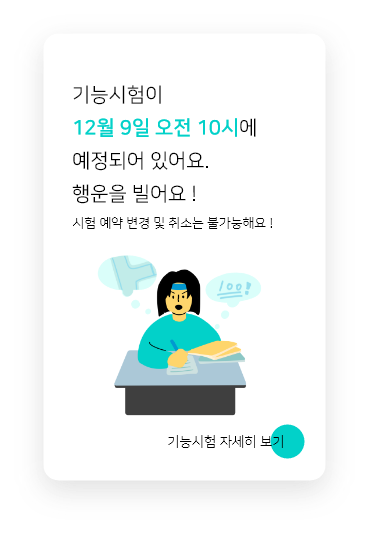 기능시험이
12월 9일 오전 10시에
예정되어 있어요.
행운을 빌어요 !
시험 예약 변경 및 취소는 불가능해요 !
100!
기능시험 자세히 보기